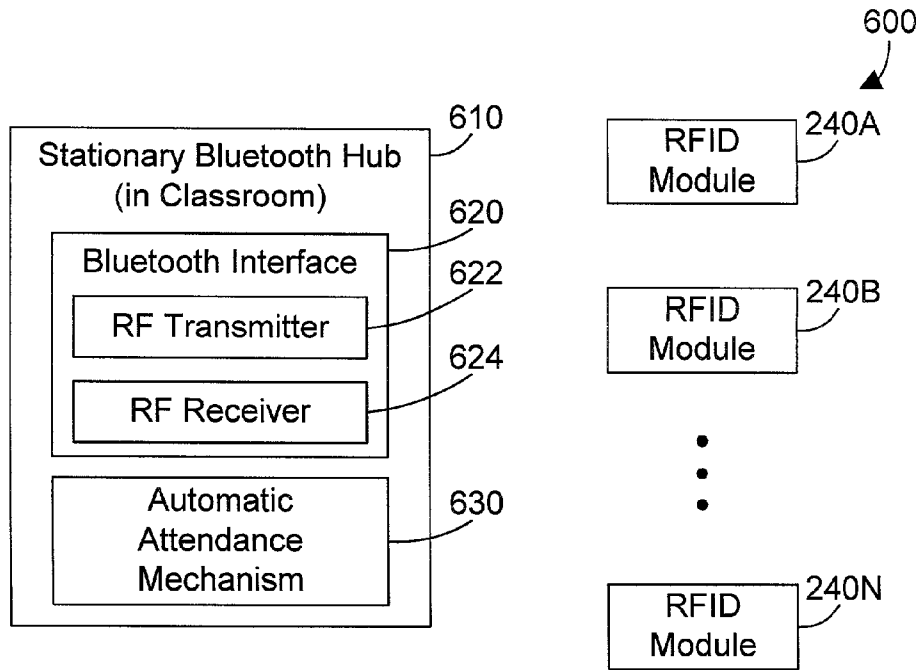 600
610
Stationary Bluetooth Hub
(in Classroom)
620
Bluetooth Interface
622
RF Transmitter
624
RF Receiver
Automatic
Attendance
Mechanism
630
240A
RFID
Module
240B
RFID
Module
240N
RFID
Module